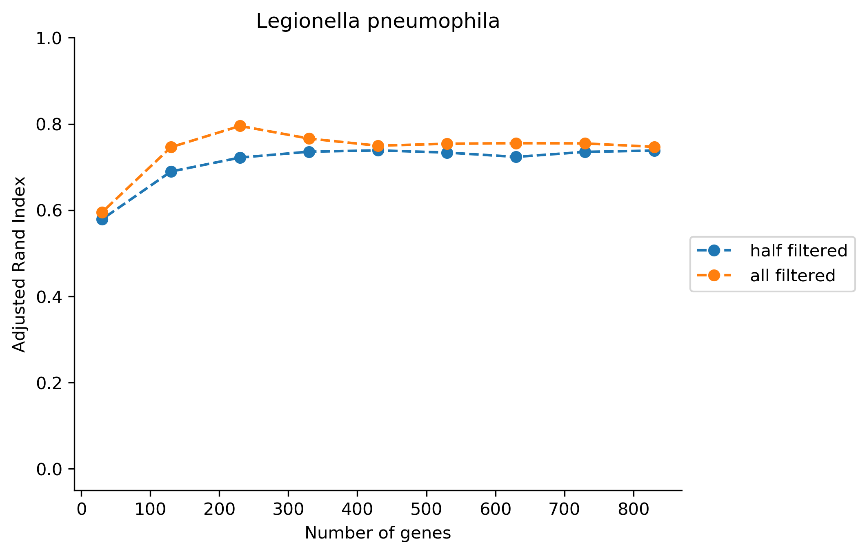 Legionella pneumophila
1.0
0.8
0.6
0.4
0.2
0.0
Adjusted Rand Index
0 100 200 300 400 500 600 700 800
Number of genes
half filtered
all filtered